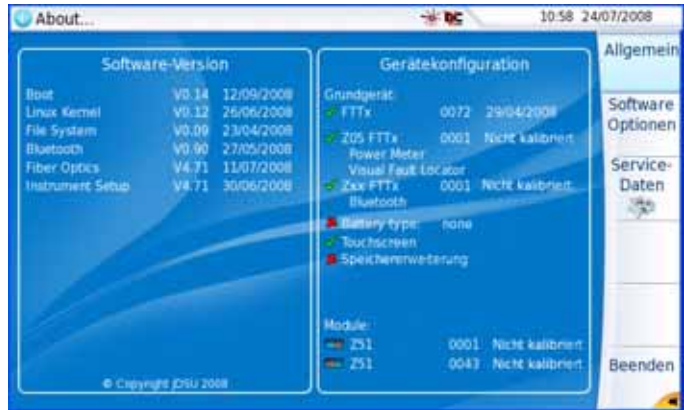 About...
DC
10:58 24/07/2008
Software-Version
Boot V0.14 12/09/2008
Linux Kernel V0.12 26/06/2008
File System V0.09 23/04/2008
Bluetooth V0.90 27/05/2008
Fiber Optics V4.71 11/07/2008
Instrument Setup V4.71 30/06/2008
© Copyright JDSU 2008
Gerätekonfiguration
Grundgerät:
FTTx 0072 29/04/2008
Z05 FTTx 0001 Nicht kalibriert
Power Meter
Visual Fault Locator
Zxx FTTx 0001 Nicht kalibriert
Bluetooth
Battery type: none
Touchscreen
Speichererweiterung
Module:
Z51 0001 Nicht kalibriert
Z51 0043 Nicht kalibriert
Allgemein
Software
Optionen
Service-
Daten
Beenden